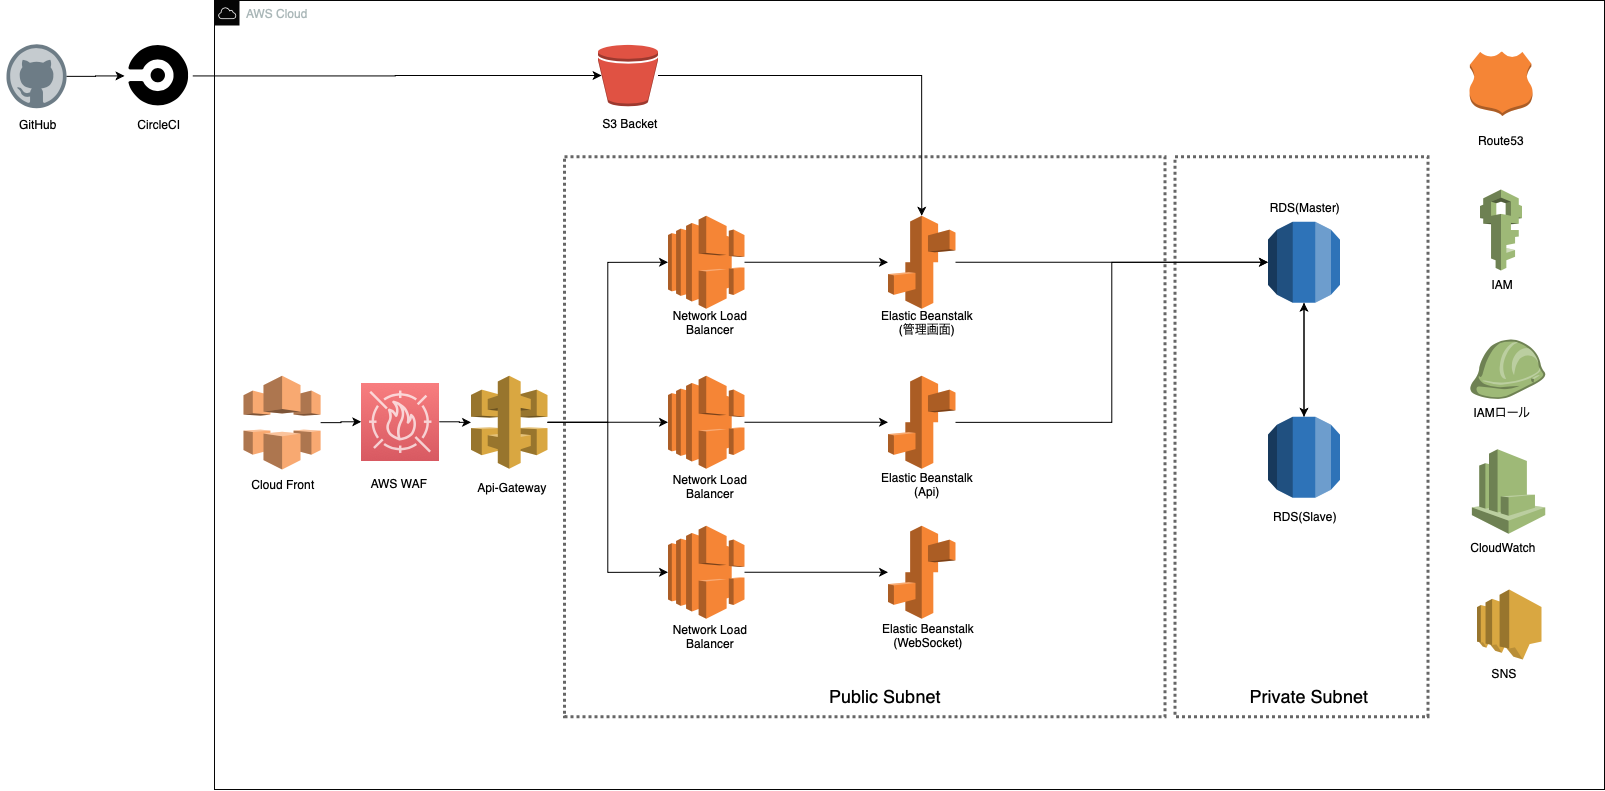 AWS Cloud
GitHub
CircleCI
S3 Backet
Route53
RDS(Master)
IAM
Network Load
Balancer
Elastic Beanstalk
(管理画面)
IAMロール
Cloud Front
AWS WAF
Api-Gateway
Network Load
Balancer
Elastic Beanstalk
(Api)
RDS(Slave)
CloudWatch
Network Load
Balancer
Elastic Beanstalk
(WebSocket)
SNS
Public Subnet
Private Subnet